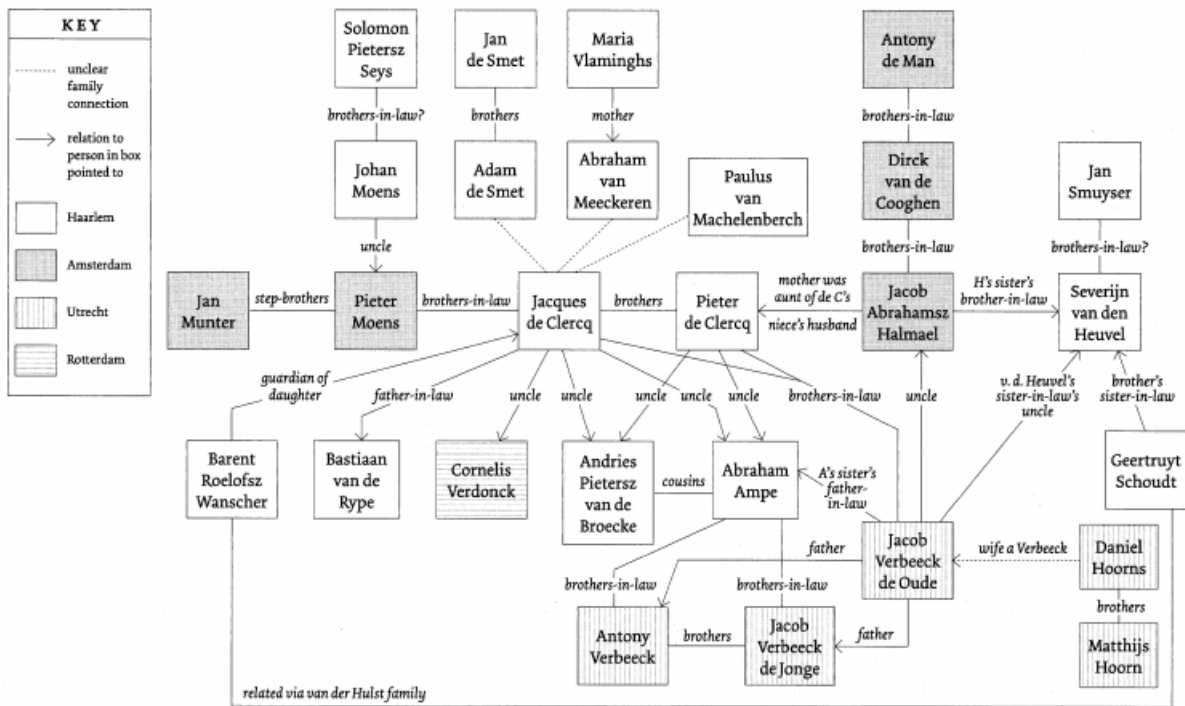 KEY
unclear
family
connection
relation to
person in box
pointed to
Haarlem
Amsterdam
Utrecht
Rotterdam
Solomon
Pietersz
Seys
Jan
de Smet
Maria
Vlaminghs
Antony
de Man
brothers-in-law?
brothers
mother
brothers-in-law
Johan
Moens
Adam
de Smet
Abraham
van
Meeckeren
Paulus
van
Machelenberch
Dirck
van de
Cooghen
Jan
Smuyser
uncle
brothers-in-law
brothers-in-law?
Jan
Munter
step-brothers
Pieter
Moens
brothers-in-law
Jacques
de Clercq
brothers
Pieter
de Clercq
mother was
aunt of de C's
niece's husband
Jacob
Abrahamsz
Halmael
H's sister's
brother-in-law
Severijn
van den
Heuvel
guardian of
daughter
father-in-law
uncle
uncle
uncle
uncle
uncle
brothers-in-law
uncle
v. d. Heuvel's
sister-in-law's
uncle
brother's
sister-in-law
Barent
Roelofsz
Wanscher
Bastiaan
van de
Rype
Cornelis
Verdonck
Andries
Pietersz
van de
Broecke
cousins
Abraham
Ampe
A's sister's
father-
in-law
Geertruyt
Schoudt
father
Jacob
Verbeeck
de Oude
wife a Verbeeck
Daniel
Hoorns
brothers-in-law
brothers-in-law
brothers
Antony
Verbeeck
brothers
Jacob
Verbeeck
de Jonge
father
Matthijs
Hoorn
related via van der Hulst family